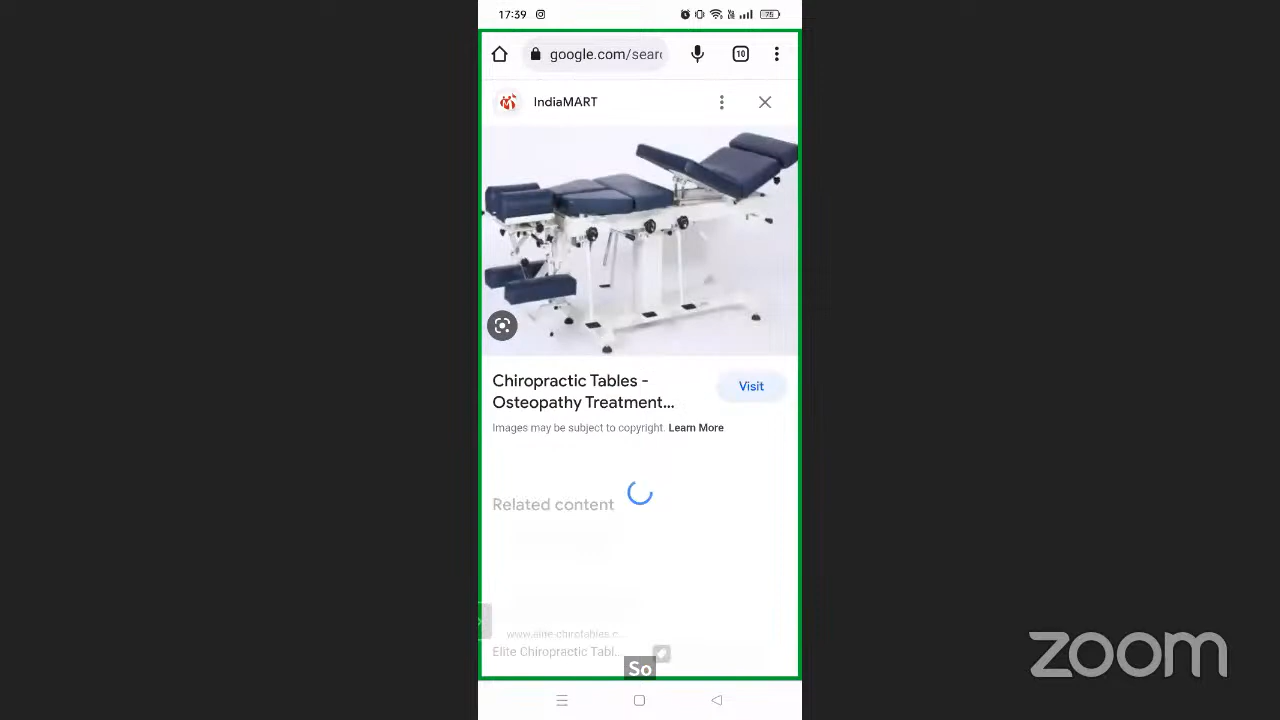 17:39
75
google.com/sear
10
IndiaMART
Chiropractic Tables -
Osteopathy Treatment...
Visit
Images may be subject to copyright. Learn More
Related content
www.elite-chirotables.c...
Elite Chiropractic Tabl...
So
zoom